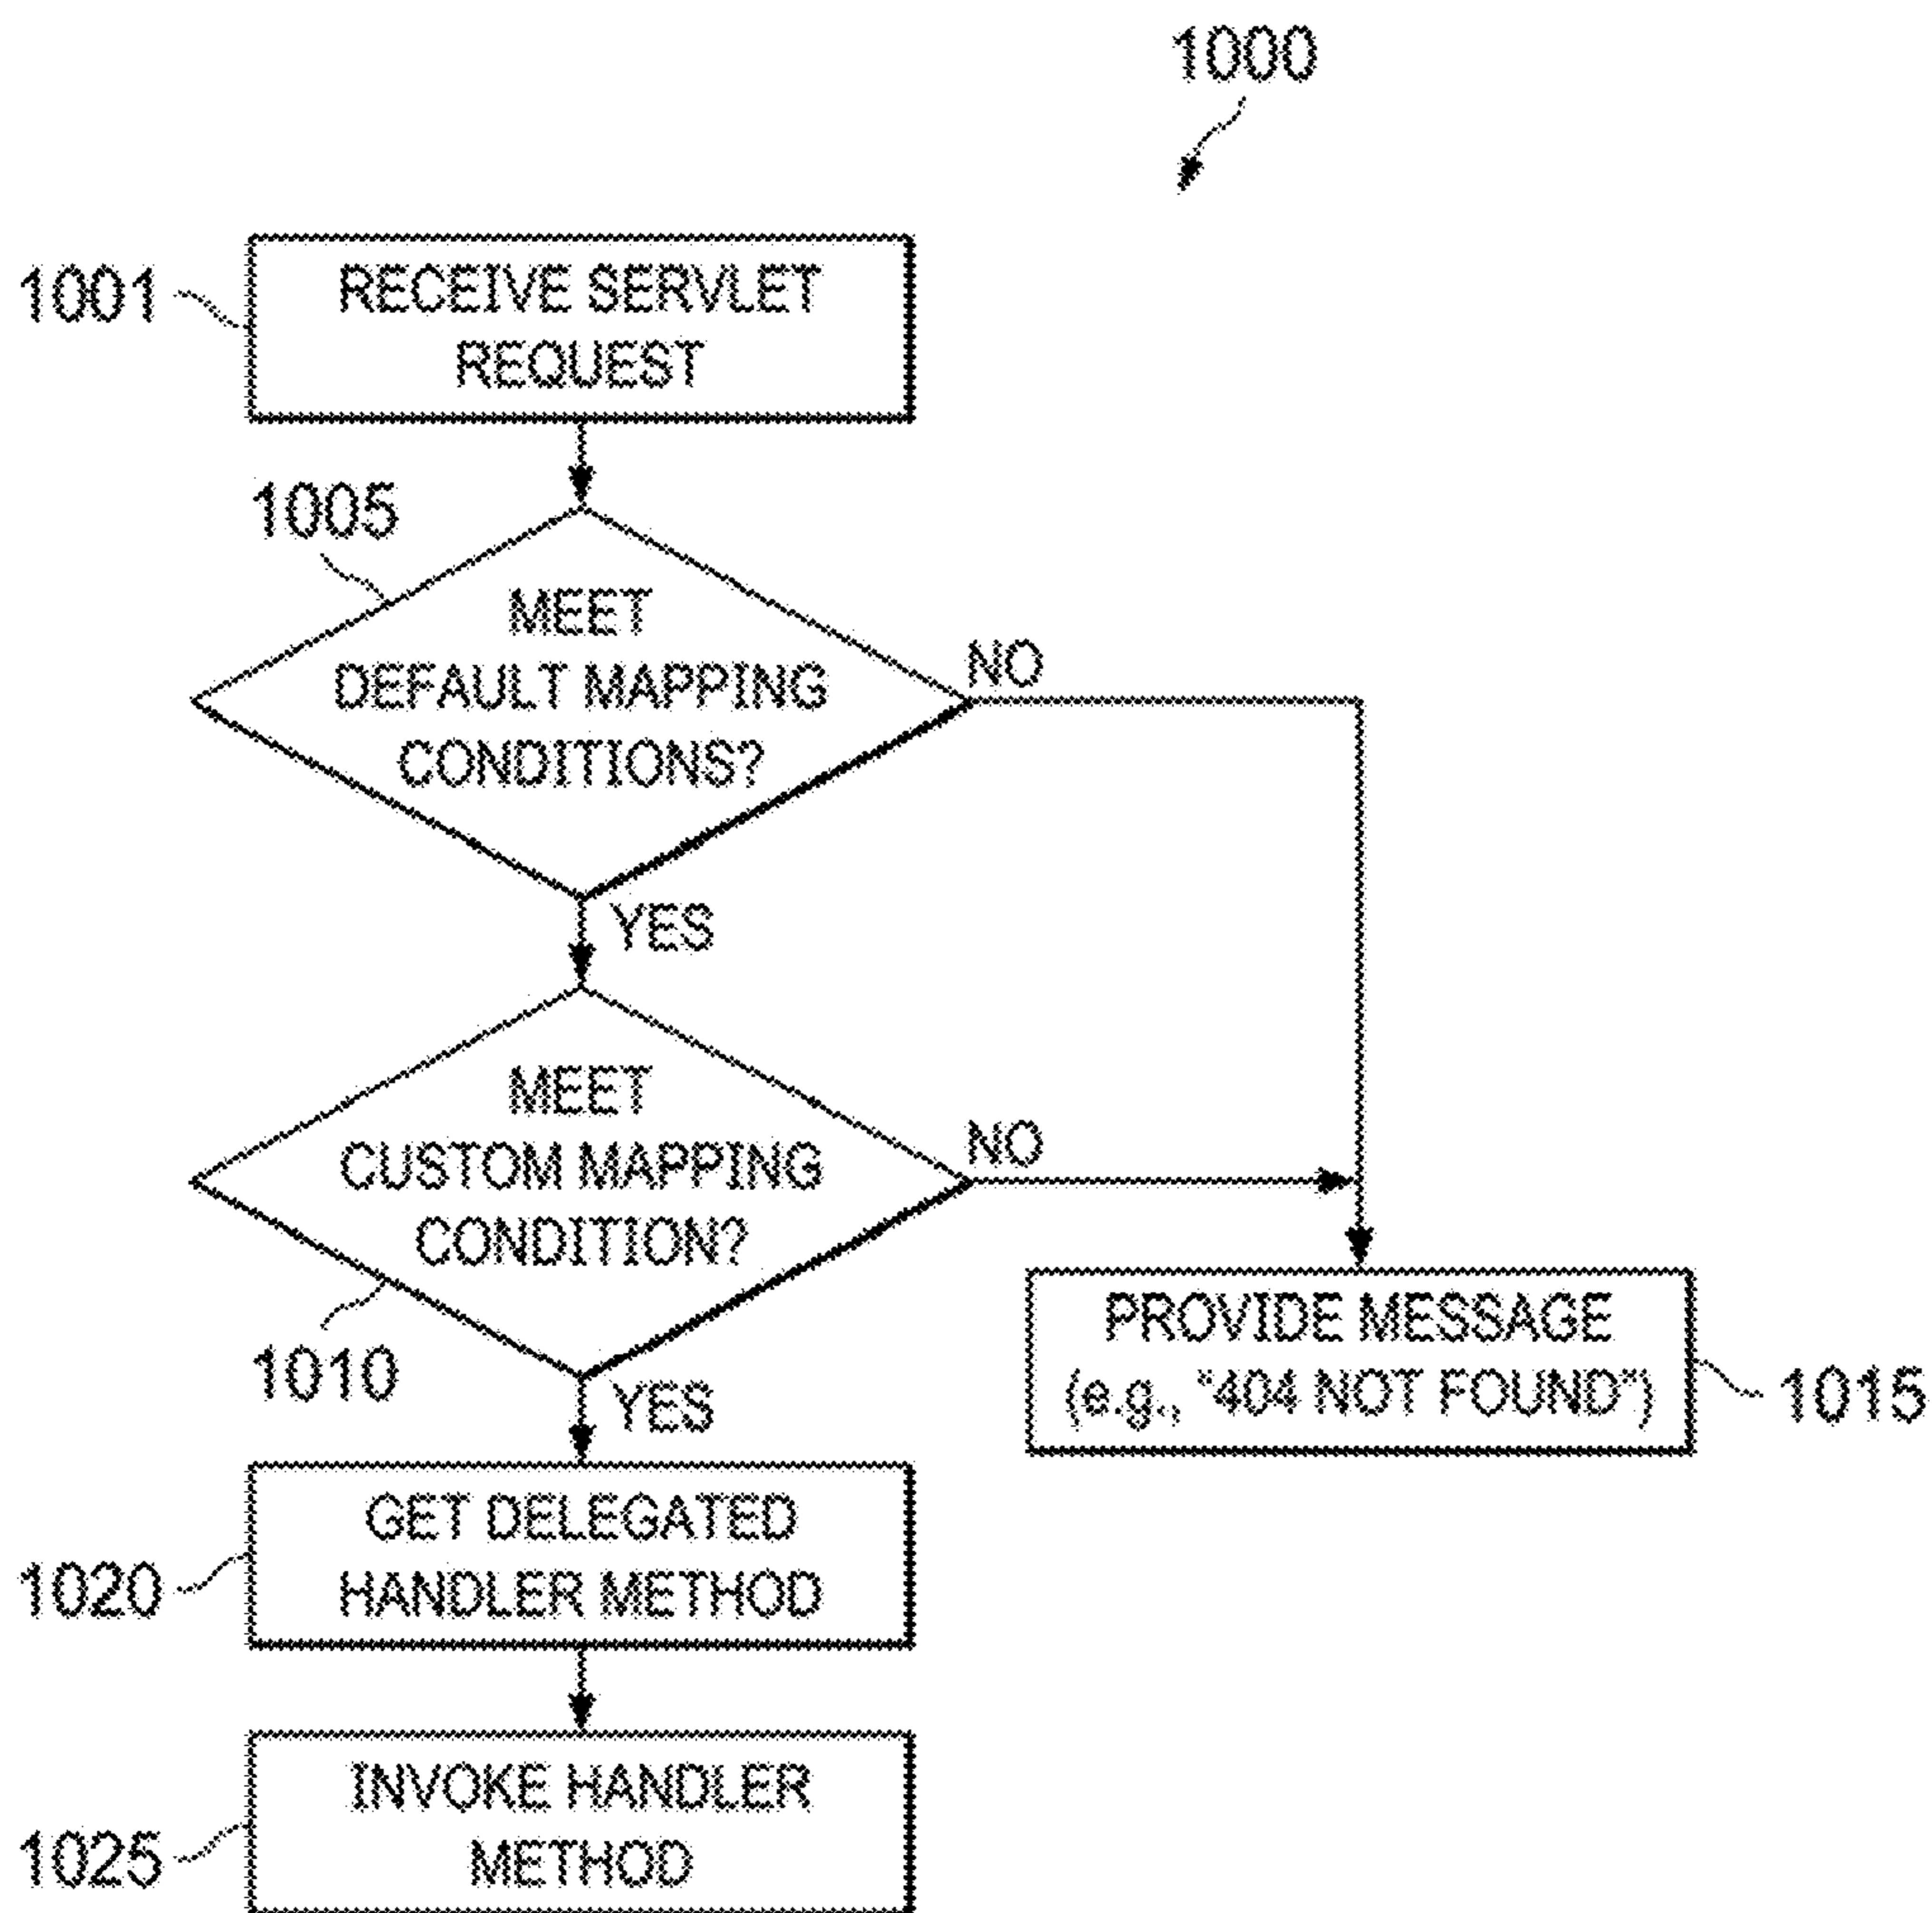 1000
1001
RECEIVE SERVLET
REQUEST
1005
MEET
DEFAULT MAPPING
CONDITIONS?
NO
YES
MEET
CUSTOM MAPPING
CONDITION?
NO
1010
YES
PROVIDE MESSAGE
(e.g., "404 NOT FOUND")
1015
GET DELEGATED
HANDLER METHOD
1020
INVOKE HANDLER
METHOD
1025